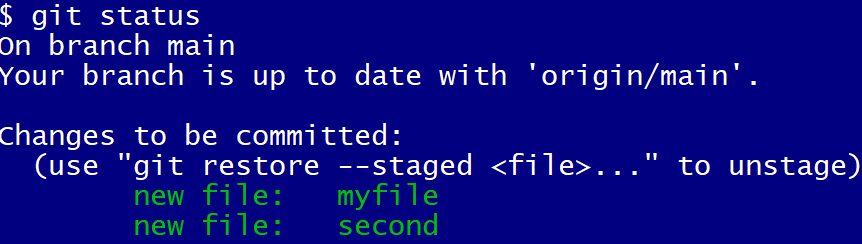 $ git status
On branch main
Your branch is up to date with 'origin/main'.

Changes to be committed:
  (use "git restore --staged <file>..." to unstage)
        new file:   myfile
        new file:   second